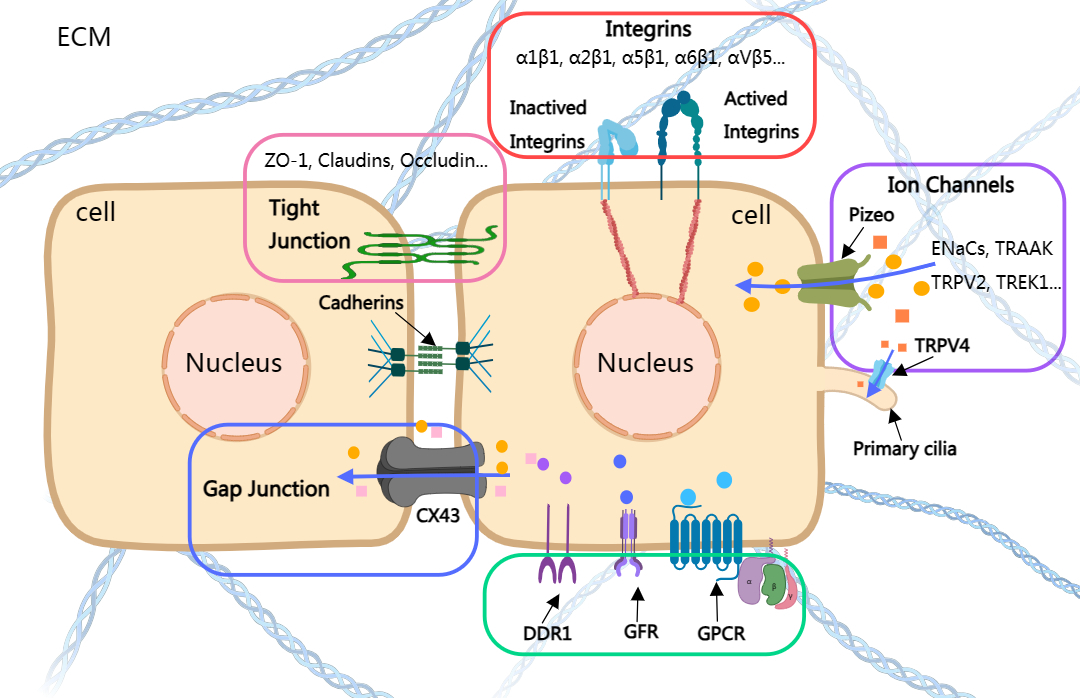 ECM
Integrins
α1β1, α2β1, α5β1, α6β1, αVβ5...
Inactived
Integrins
Actived
Integrins
ZO-1, Claudins, Occludin...
Tight
Junction
cell
cell
Ion Channels
Pizeo
ENaCs, TRAAK
TRPV2, TREK1...
Cadherins
Nucleus
Nucleus
TRPV4
Primary cilia
Gap Junction
CX43
α
β
γ
DDR1
GFR
GPCR